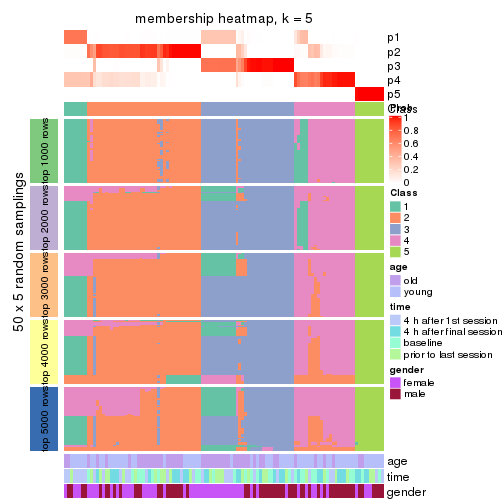 membership heatmap, k = 5
p1
p2
p3
p4
p5
Class
Prob
1
0.8
0.6
0.4
0.2
0
Class
1
2
3
4
5
age
old
young
time
4 h after 1st session
4 h after final session
baseline
prior to last session
gender
female
male
50 x 5 random samplings
top 1000 rows
top 2000 rows
top 3000 rows
top 4000 rows
top 5000 rows
age
time
gender